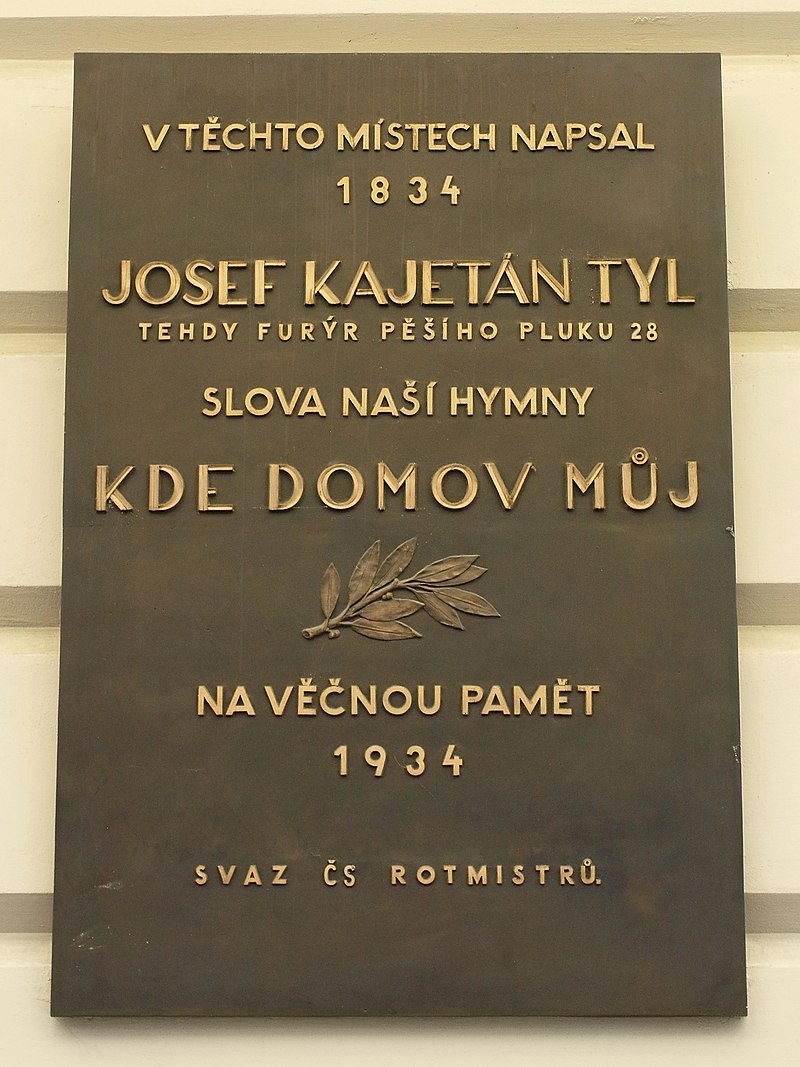 V TĚCHTO MÍSTECH NAPSAL
1834
JOSEF KAJETÁN TYL
TEHDY FURÝR PĚŠÍHO PLUKU 28
SLOVA NAŠÍ HYMNY
KDE DOMOV MŮJ
NA VĚČNOU PAMĚT
1934
SVAZ ČS ROTMISTRŮ.